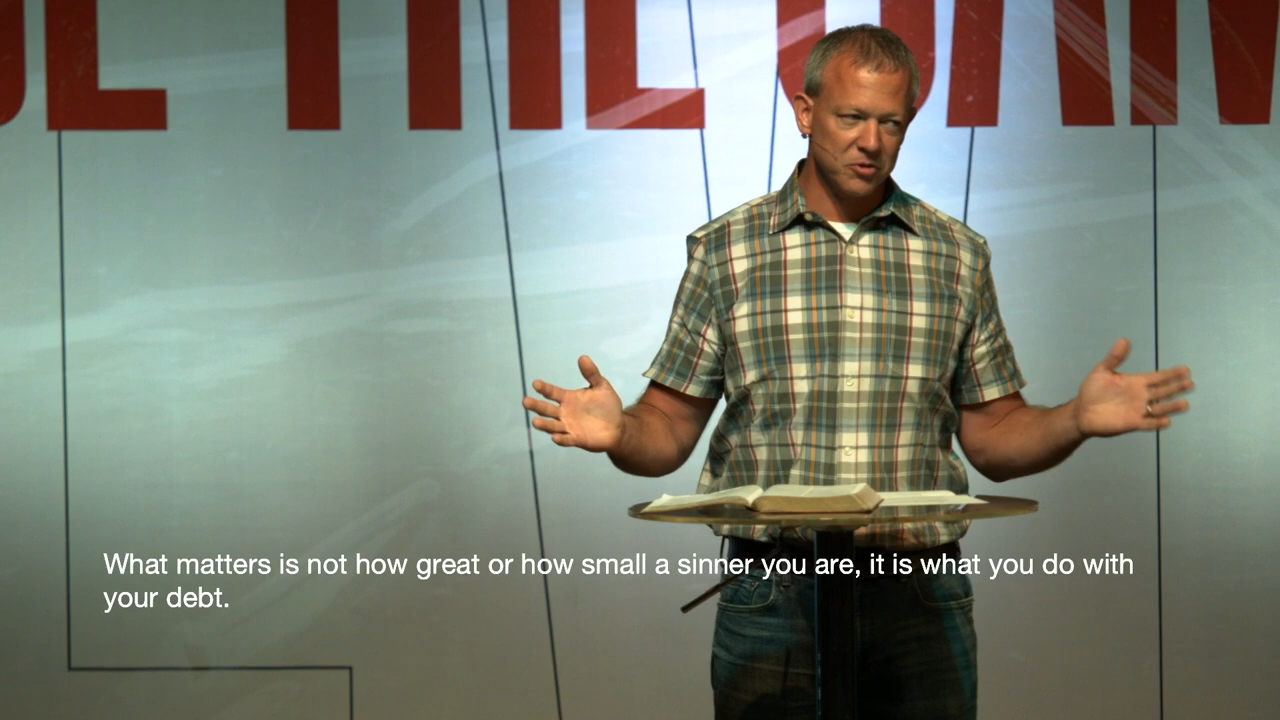 THE
What matters is not how great or how small a sinner you are, it is what you do with
your debt.